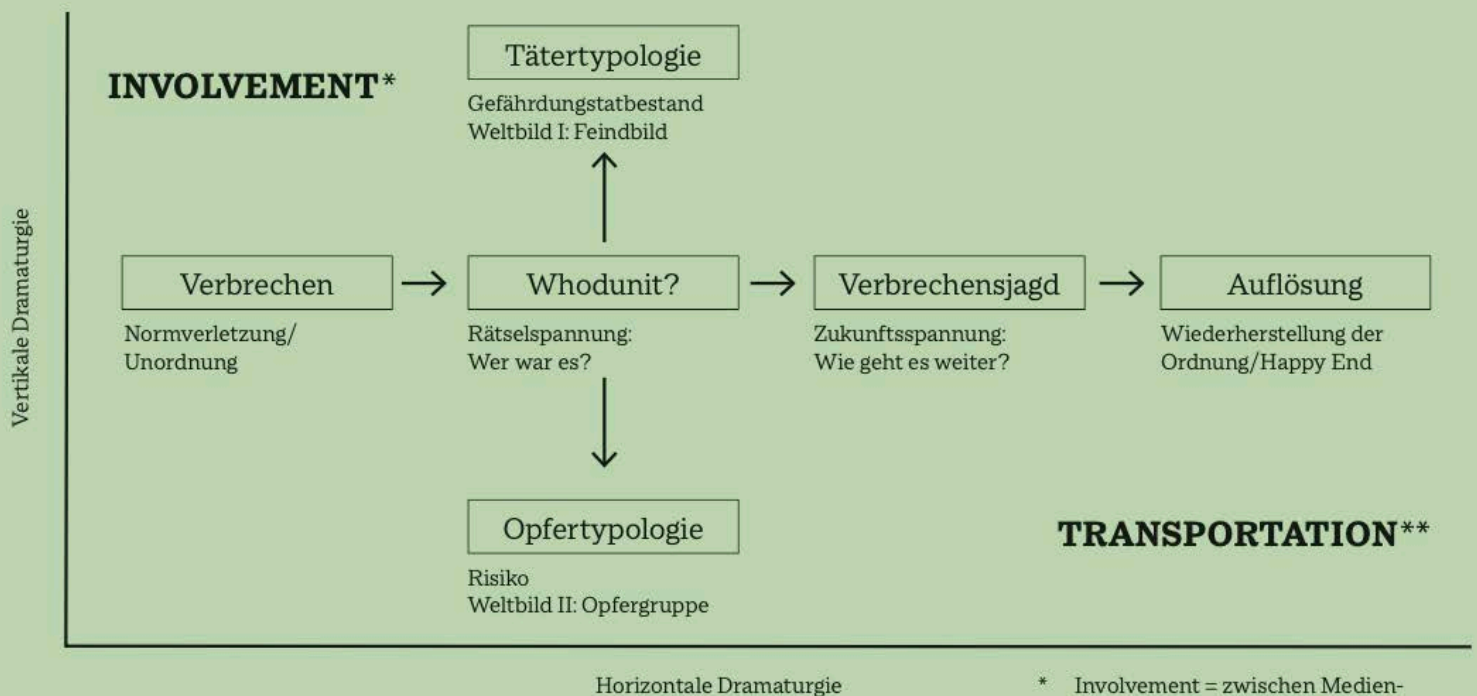 Tätertypologie
INVOLVEMENT*
Gefährdungstatbestand
Weltbild I: Feindbild
Vertikale Dramaturgie
Verbrechen
Whodunit?
Verbrechensjagd
Auflösung
Normverletzung/
Unordnung
Rätselspannung:
Wer war es?
Zukunftsspannung:
Wie geht es weiter?
Wiederherstellung der
Ordnung/Happy End
Opfertypologie
TRANSPORTATION**
Risiko
Weltbild II: Opfergruppe
Horizontale Dramaturgie
* Involvement = zwischen Medien-